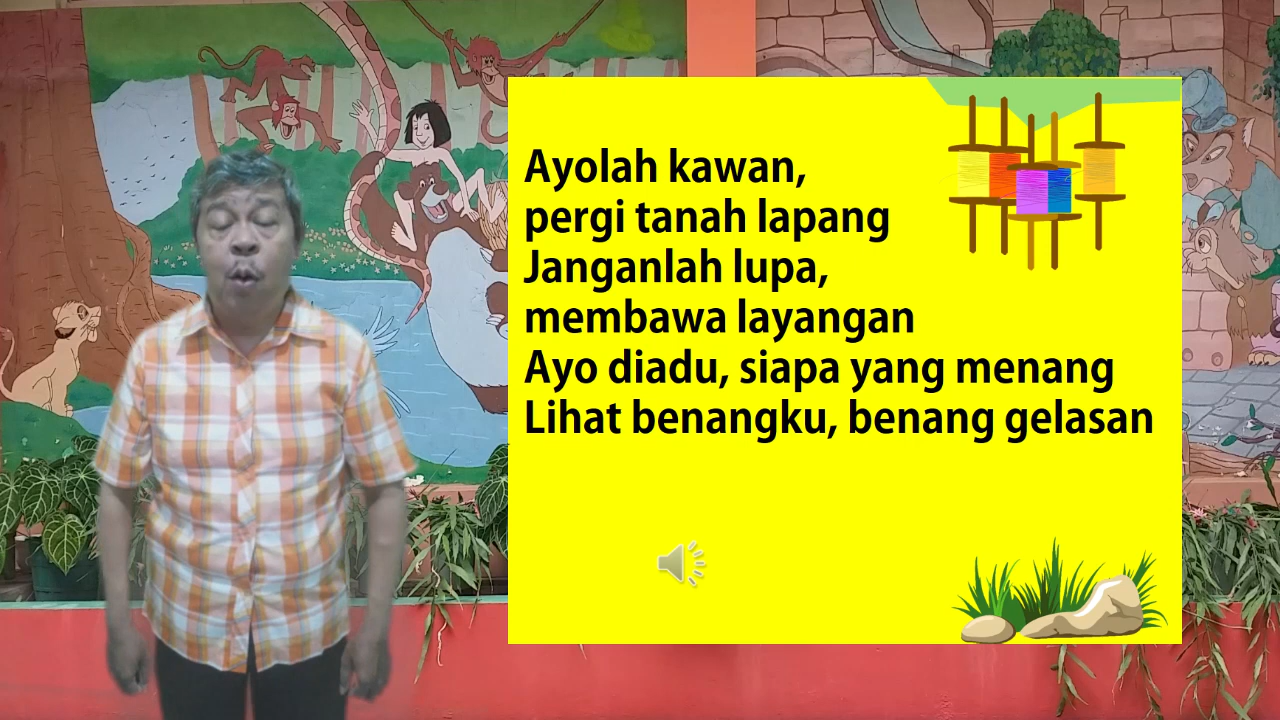 Ayolah kawan,
pergi tanah lapang
Janganlah lupa,
membawa layangan
Ayo diadu, siapa yang menang
Lihat benangku, benang gelasan